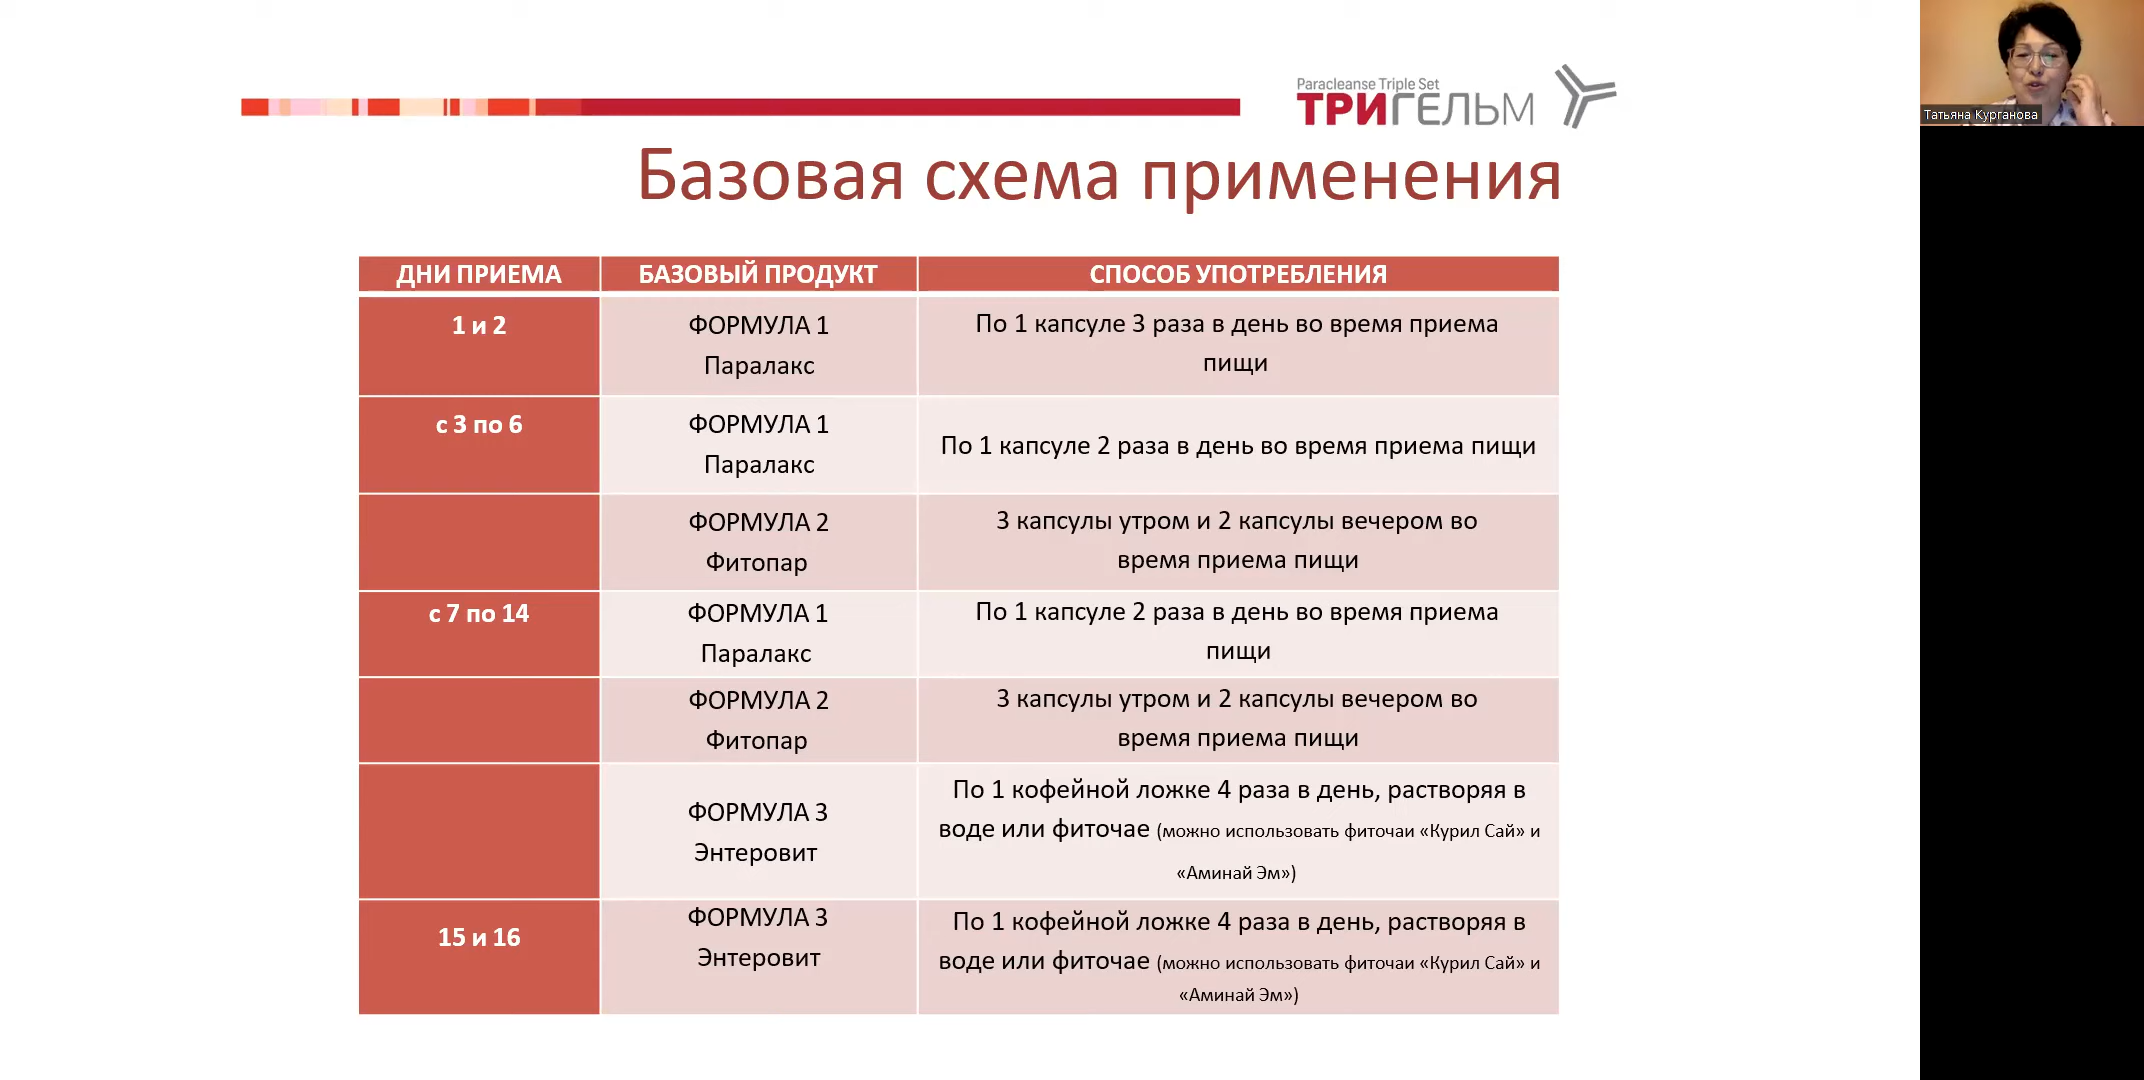 Paracleanse Triple Set
ТРИГЕЛЬМ
Татьяна Курганова
Базовая схема применения
ДНИ ПРИЕМА
БАЗОВЫЙ ПРОДУКТ
СПОСОБ УПОТРЕБЛЕНИЯ
1 и 2
ФОРМУЛА 1
Паралакс
По 1 капсуле 3 раза в день во время приема
пищи
с 3 по 6
ФОРМУЛА 1
Паралакс
По 1 капсуле 2 раза в день во время приема пищи
ФОРМУЛА 2
Фитопар
3 капсулы утром и 2 капсулы вечером во
время приема пищи
с 7 по 14
ФОРМУЛА 1
Паралакс
По 1 капсуле 2 раза в день во время приема
пищи
ФОРМУЛА 2
Фитопар
3 капсулы утром и 2 капсулы вечером во
время приема пищи
ФОРМУЛА 3
Энтеровит
По 1 кофейной ложке 4 раза в день, растворяя в
воде или фиточае (можно использовать фиточаи «Курил Сай» и
«Аминай Эм»)
15 и 16
ФОРМУЛА 3
Энтеровит
По 1 кофейной ложке 4 раза в день, растворяя в
воде или фиточае (можно использовать фиточаи «Курил Сай» и
«Аминай Эм»)